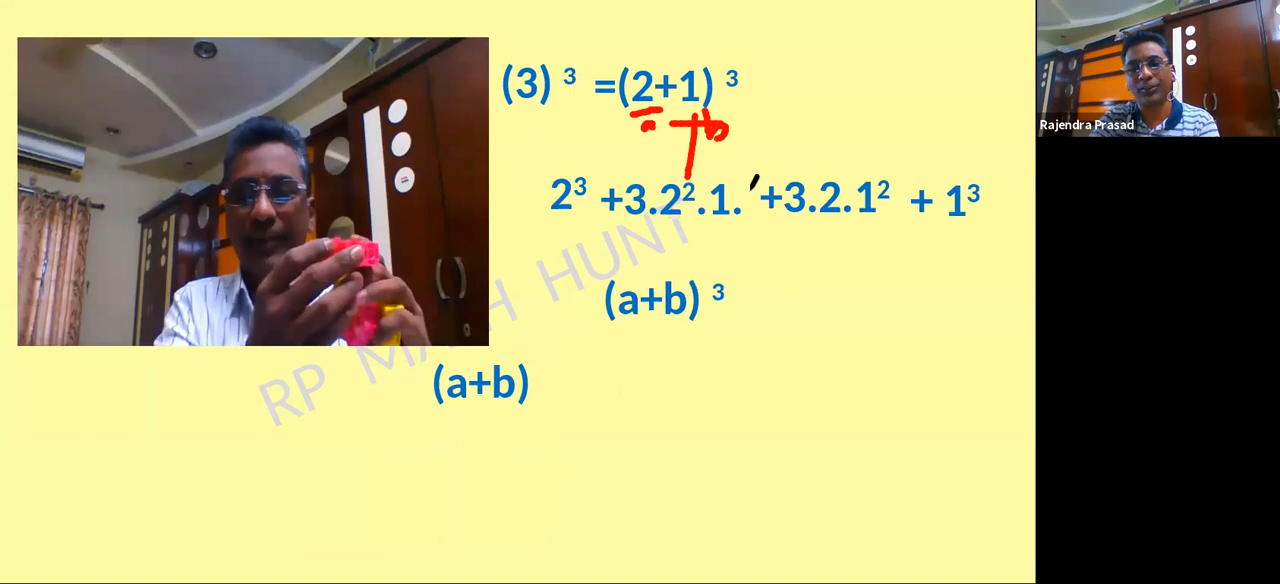 (3) ³ =(2+1) ³
a b
2³ +3.2².1. +3.2.1² + 1³
(a+b) ³
(a+b)
RP MATH HUNT
Rajendra Prasad